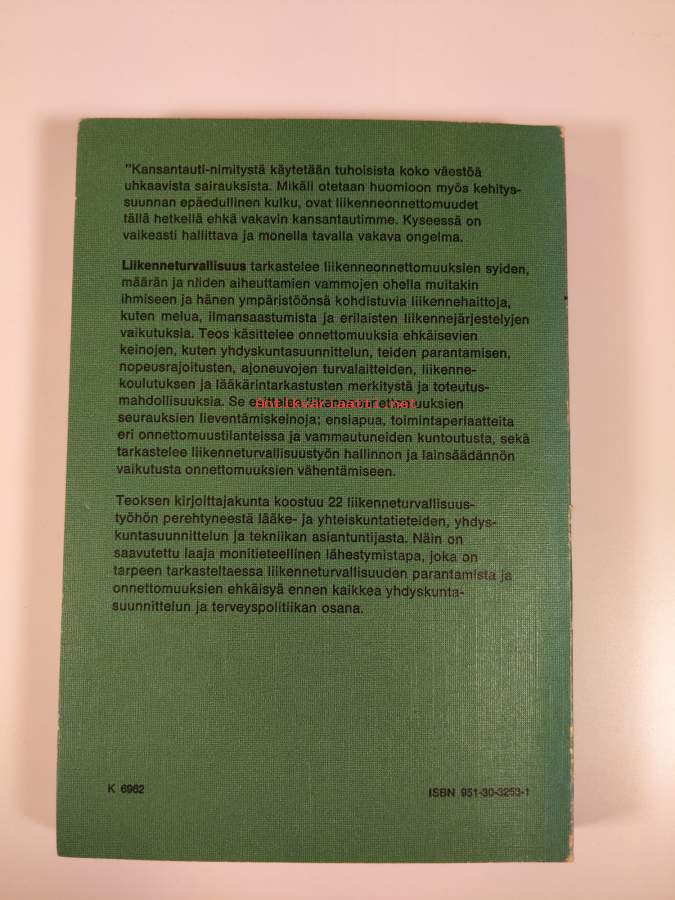 "Kansantauti-nimitystä käytetään tuhoisista koko väestöä
uhkaavista sairauksista. Mikäli otetaan huomioon myös kehitys-
suunnan epäedullinen kulku, ovat liikenneonnettomuudet
tällä hetkellä ehkä vakavin kansantautimme. Kyseessä on
vaikeasti hallittava ja monella tavalla vakava ongelma.
Liikenneturvallisuus tarkastelee liikenneonnettomuuksien syiden,
määrän ja niiden aiheuttamien vammojen ohella muitakin
ihmiseen ja hänen ympäristöönsä kohdistuvia liikennehaittoja,
kuten melua, ilmansaastumista ja erilaisten liikennejärjestelyjen
vaikutuksia. Teos käsittelee onnettomuuksia ehkäisevien
keinojen, kuten yhdyskuntasuunnittelun, teiden parantamisen,
nopeusrajoitusten, ajoneuvojen turvalaitteiden, liikenne-
koulutuksen ja lääkärintarkastusten merkitystä ja toteutus-
mahdollisuuksia. Se erittelee
seurauksien lieventämiskeinoja; ensiapua, toimintaperiaatteita
eri onnettomuustilanteissa ja vammautuneiden kuntoutusta, sekä
tarkastelee liikenneturvallisuustyön hallinnon ja lainsäädännön
vaikutusta onnettomuuksien vähentämiseen.
Teoksen kirjoittajakunta koostuu 22 liikenneturvallisuus-
työhön perehtyneestä lääke- ja yhteiskuntatieteiden, yhdys-
kuntasuunnittelun ja tekniikan asiantuntijasta. Näin on
saavutettu laaja monitieteellinen lähestymistapa, joka on
tarpeen tarkasteltaessa liikenneturvallisuuden parantamista ja
onnettomuuksien ehkäisyä ennen kaikkea yhdyskunta-
suunnittelun ja terveyspolitiikan osana.
K 6962
ISBN 951-30-3253-1